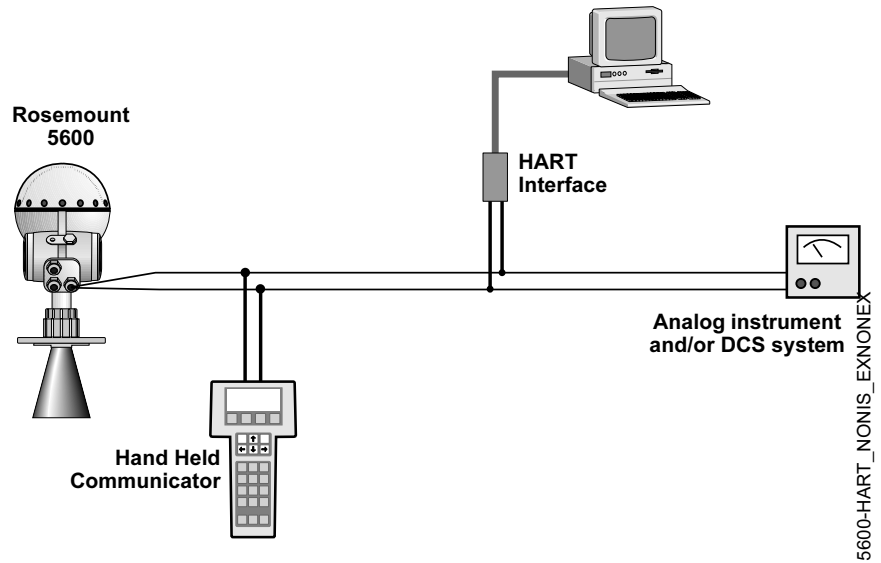 Rosemount
5600
HART
Interface
Analog instrument
and/or DCS system
Hand Held
Communicator
5600-HART_NONIS_EXNONEX